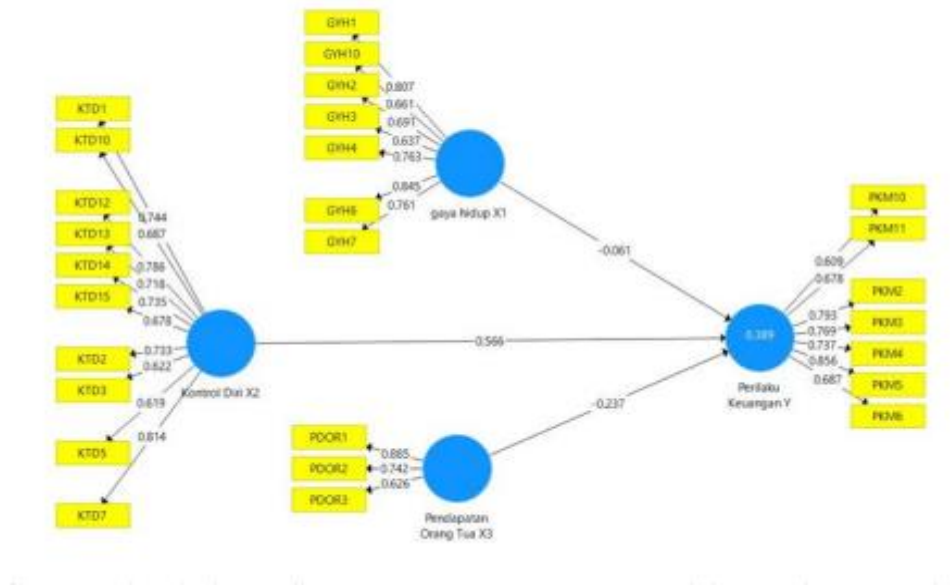 GYH1
GYH10
GYH2
GYH3
GYH4
GYH6
GYH7
0.807
0.661
0.691
0.637
0.763
0.845
0.761
gaya hidup X1
KTD1
KTD10
KTD12
KTD13
KTD14
KTD15
KTD2
KTD3
KTD5
KTD7
0.744
0.687
0.786
0.718
0.735
0.678
0.733
0.622
0.619
0.814
Kontrol Diri X2
-0.061
0.566
-0.237
PDOR1
PDOR2
PDOR3
0.885
0.742
0.626
Pendapatan
Orang Tua X3
0.389
Perilaku
Keuangan Y
PKM10
PKM11
PKM2
PKM3
PKM4
PKM5
PKM6
0.609
0.678
0.793
0.769
0.737
0.856
0.687